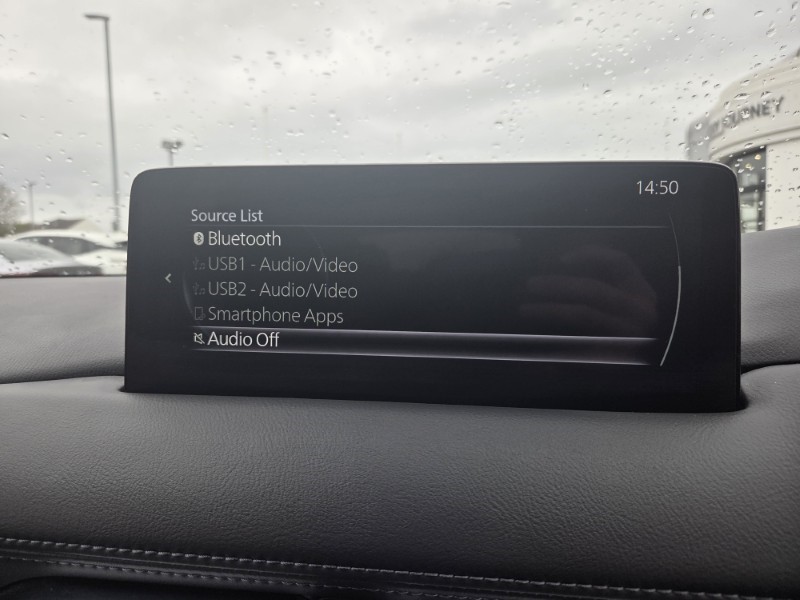 14:50
Source List
Bluetooth
USB1 - Audio/Video
USB2 - Audio/Video
Smartphone Apps
Audio Off